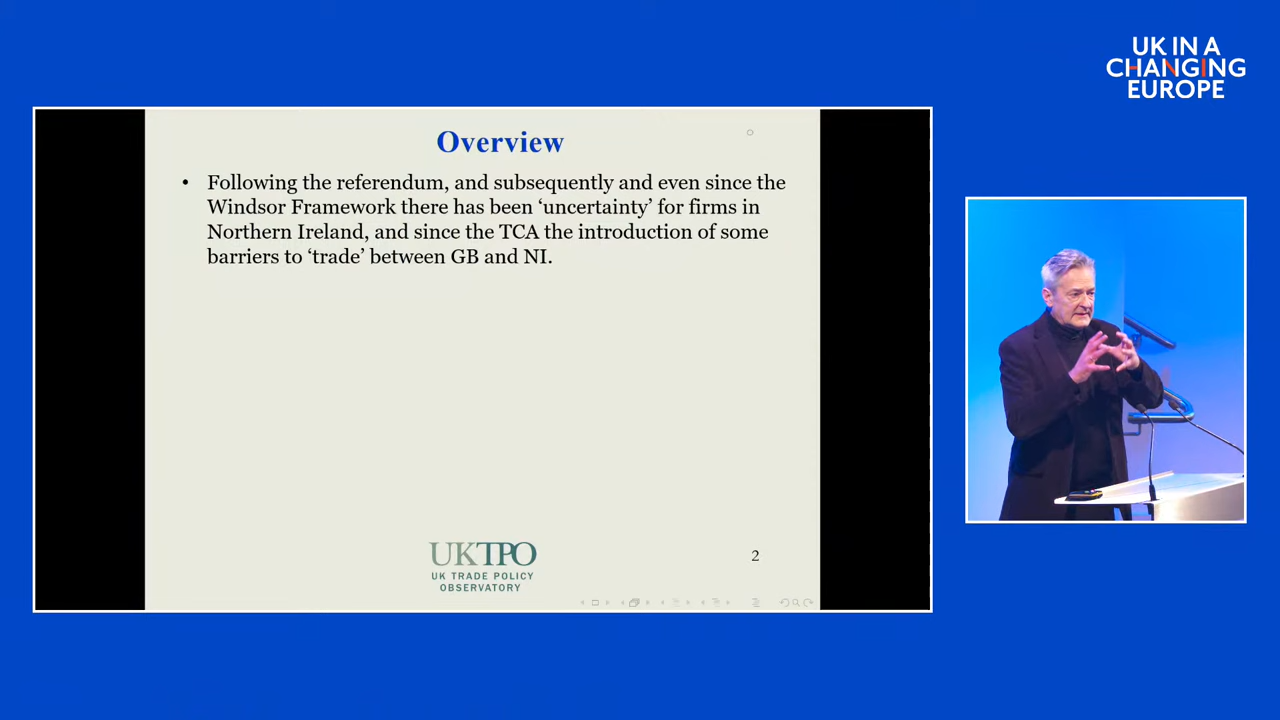 UK IN A
CHANGING
EUROPE
Overview
• Following the referendum, and subsequently and even since the
Windsor Framework there has been ‘uncertainty’ for firms in
Northern Ireland, and since the TCA the introduction of some
barriers to ‘trade’ between GB and NI.
UKTPO
UK TRADE POLICY
OBSERVATORY
2